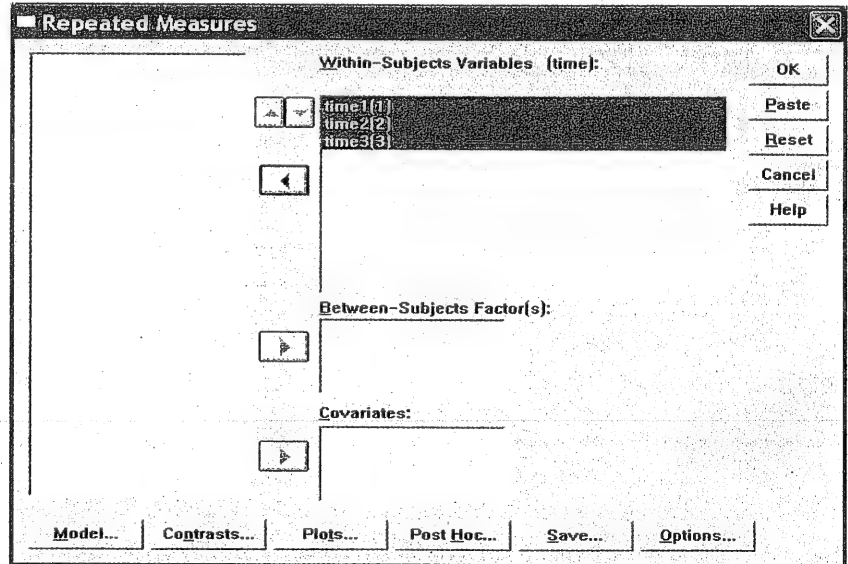 Repeated Measures
Within-Subjects Variables (time):
time1(1)
time2(2)
time3(3)
OK
Paste
Reset
Cancel
Help
Between-Subjects Factor(s):
Covariates:
Model...
Contrasts...
Plots...
Post Hoc...
Save...
Options...